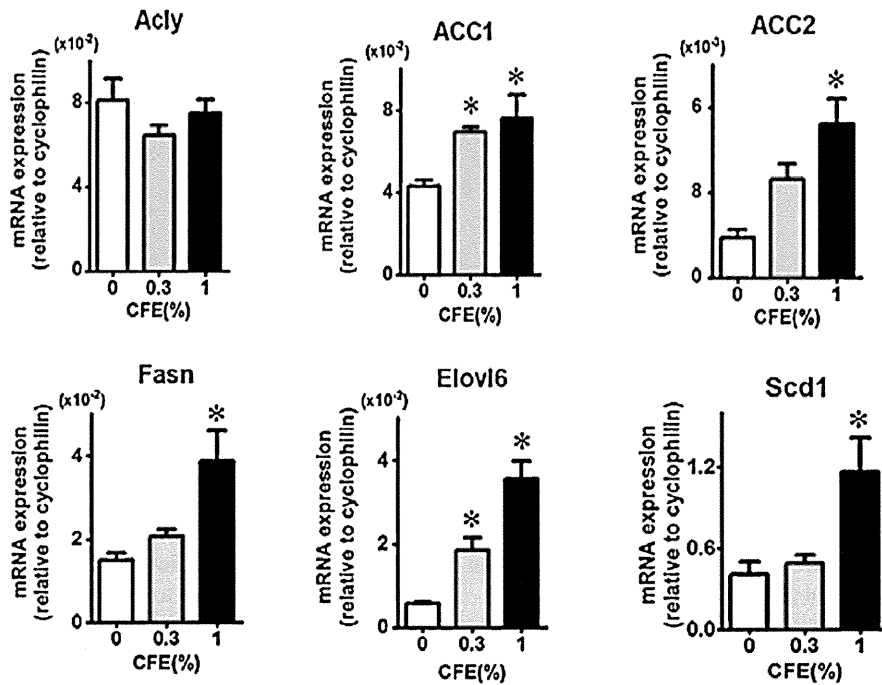 Acly
(x10⁻²)
mRNA expression
(relative to cyclophilin)
8
4
0
0 0.3 1
CFE(%)
ACC1
(x10⁻²)
mRNA expression
(relative to cyclophilin)
* *
8
4
0
0 0.3 1
CFE(%)
ACC2
(x10⁻³)
mRNA expression
(relative to cyclophilin)
*
6
8
0
0 0.3 1
CFE(%)
Fasn
(x10⁻²)
mRNA expression
(relative to cyclophilin)
*
4
2
0
0 0.3 1
CFE(%)
Elovl6
(x10⁻²)
mRNA expression
(relative to cyclophilin)
* *
4
2
0
0 0.3 1
CFE(%)
Scd1
mRNA expression
(relative to cyclophilin)
*
1.2
0.6
0.0
0 0.3 1
CFE(%)